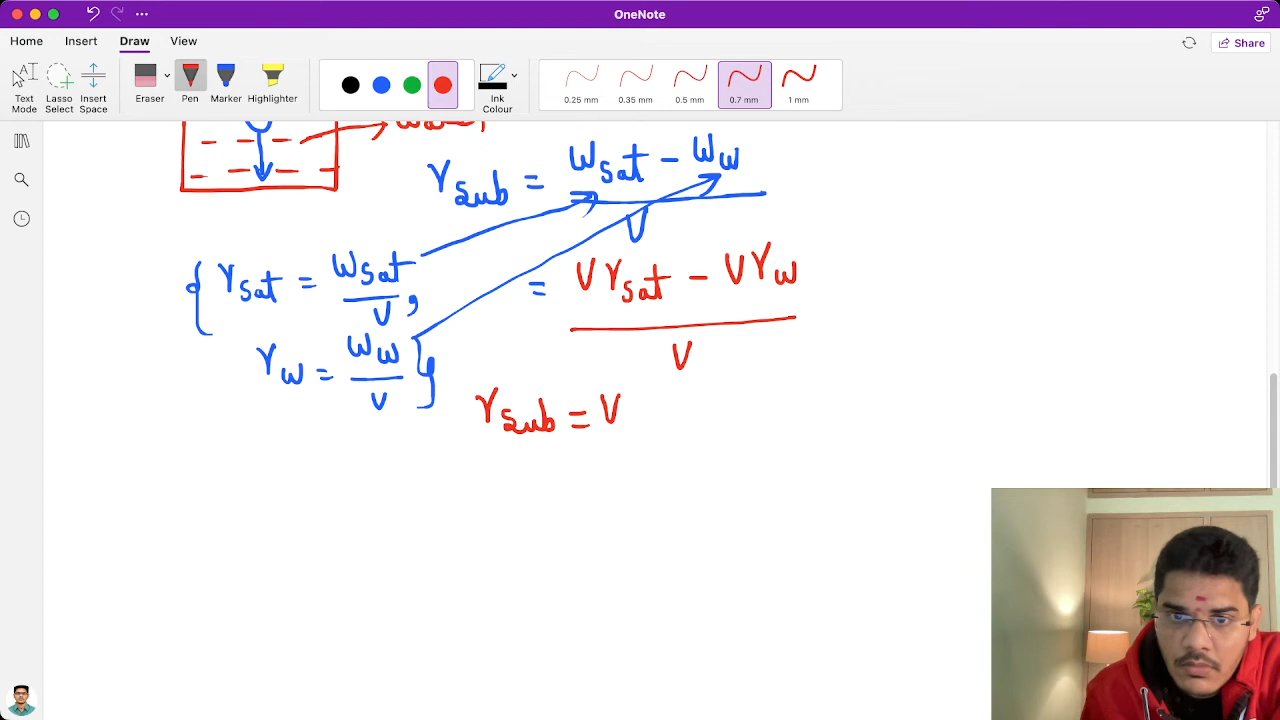 OneNote
Home Insert Draw View Share
Text Mode Lasso Select Insert Space Eraser Pen Marker Highlighter Ink Colour 0.25 mm 0.35 mm 0.5 mm 0.7 mm 1 mm
γsub = Wsat - Ww
V
{ γsat = Wsat
V ,
= Vγsat - Vγw
V
γw = Ww
V }
γsub = V